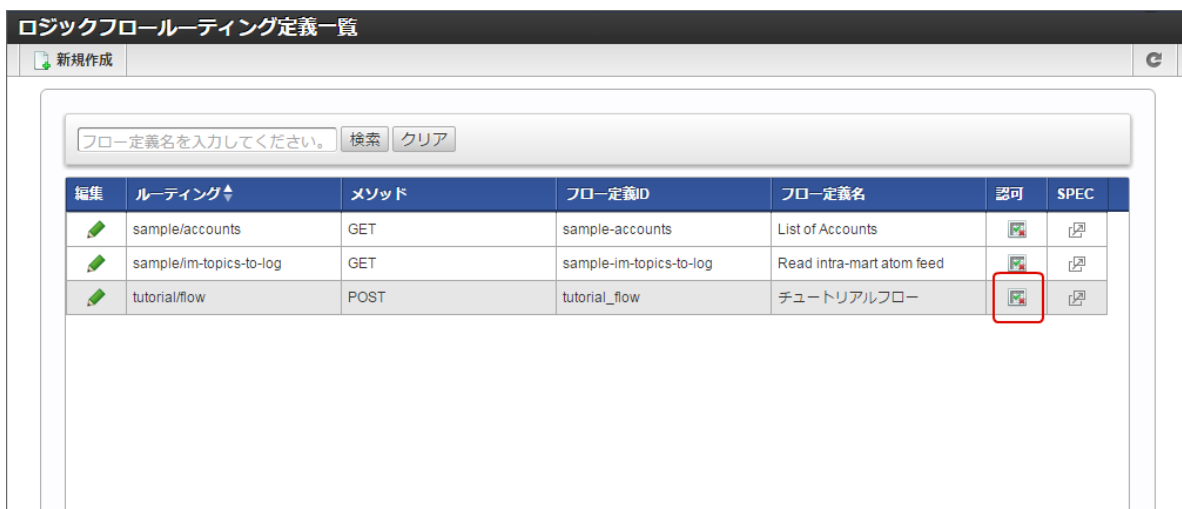 ロジックフロールーティング定義一覧
新規作成
フロー定義名を入力してください。 検索 クリア
編集 ルーティング メソッド フロー定義ID フロー定義名 認可 SPEC
sample/accounts GET sample-accounts List of Accounts
sample/im-topics-to-log GET sample-im-topics-to-log Read intra-mart atom feed
tutorial/flow POST tutorial_flow チュートリアルフロー